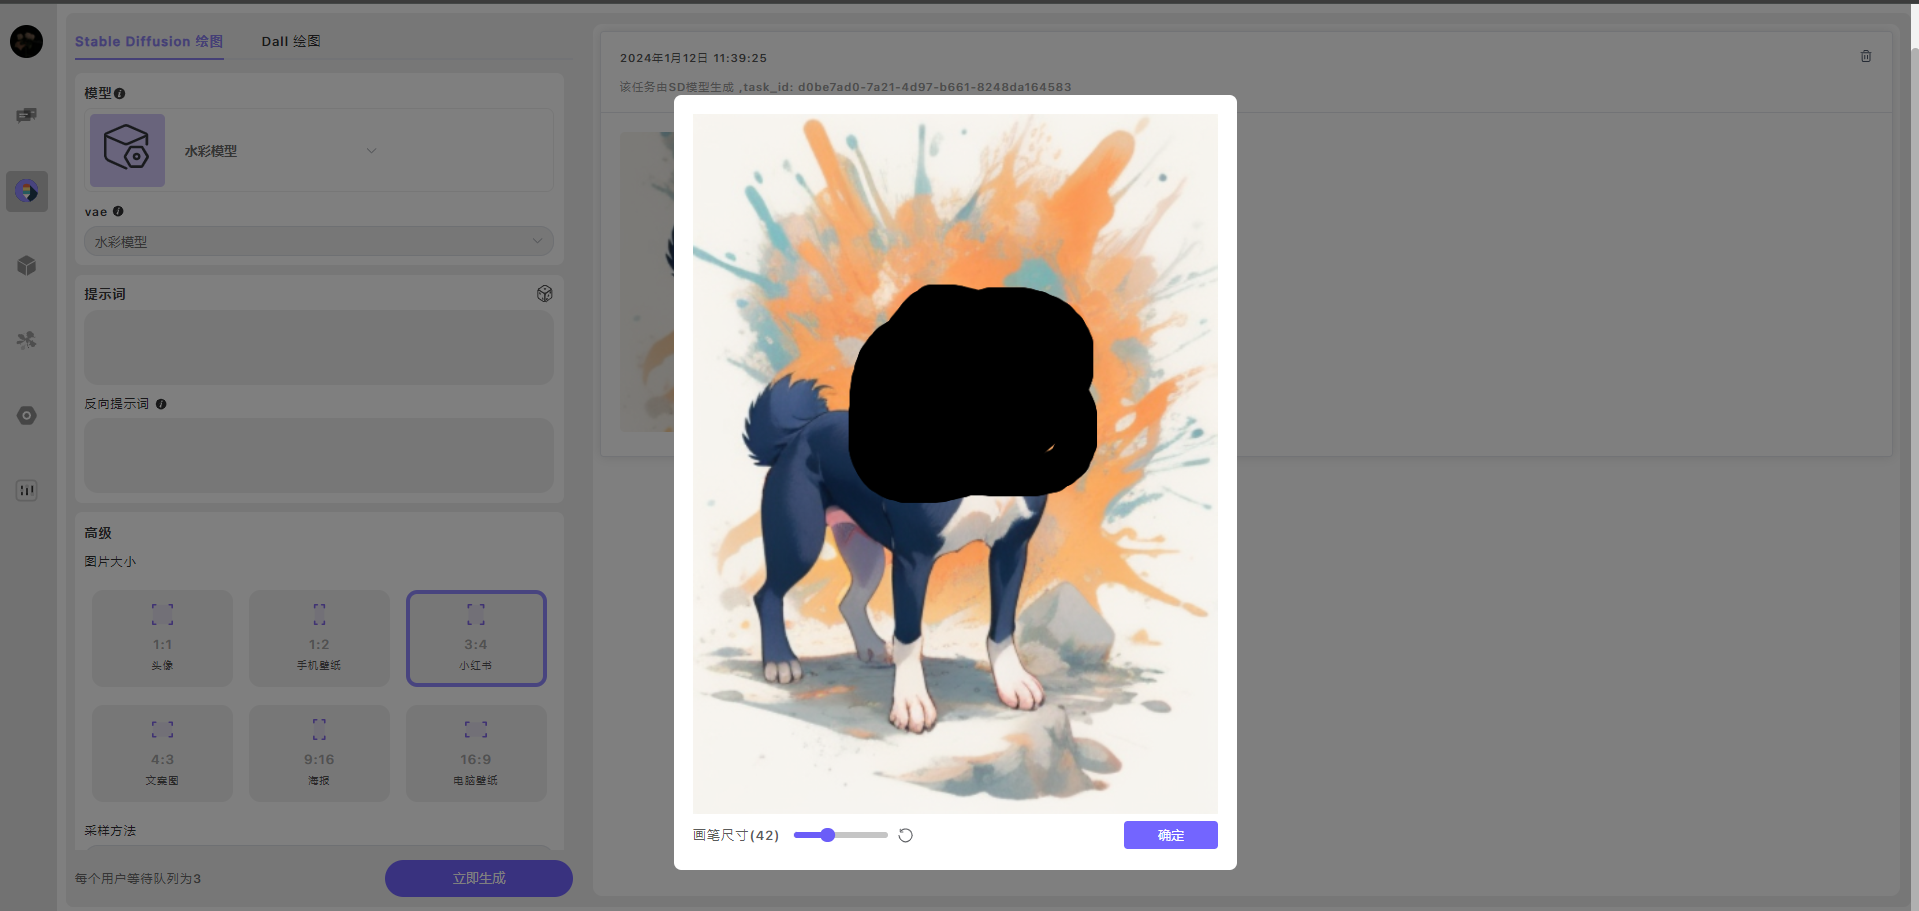 Stable Diffusion 绘图
Dall 绘图
模型
水彩模型
vae
水彩模型
提示词
反向提示词
高级
图片大小
1:1
头像
1:2
手机壁纸
3:4
小红书
4:3
文案图
9:16
海报
16:9
电脑壁纸
采样方法
每个用户等待队列为3
立即生成
2024年1月12日 11:39:25
该任务由SD模型生成 ,task_id: d0be7ad0-7a21-4d97-b661-8248da164583
画笔尺寸(42)
确定